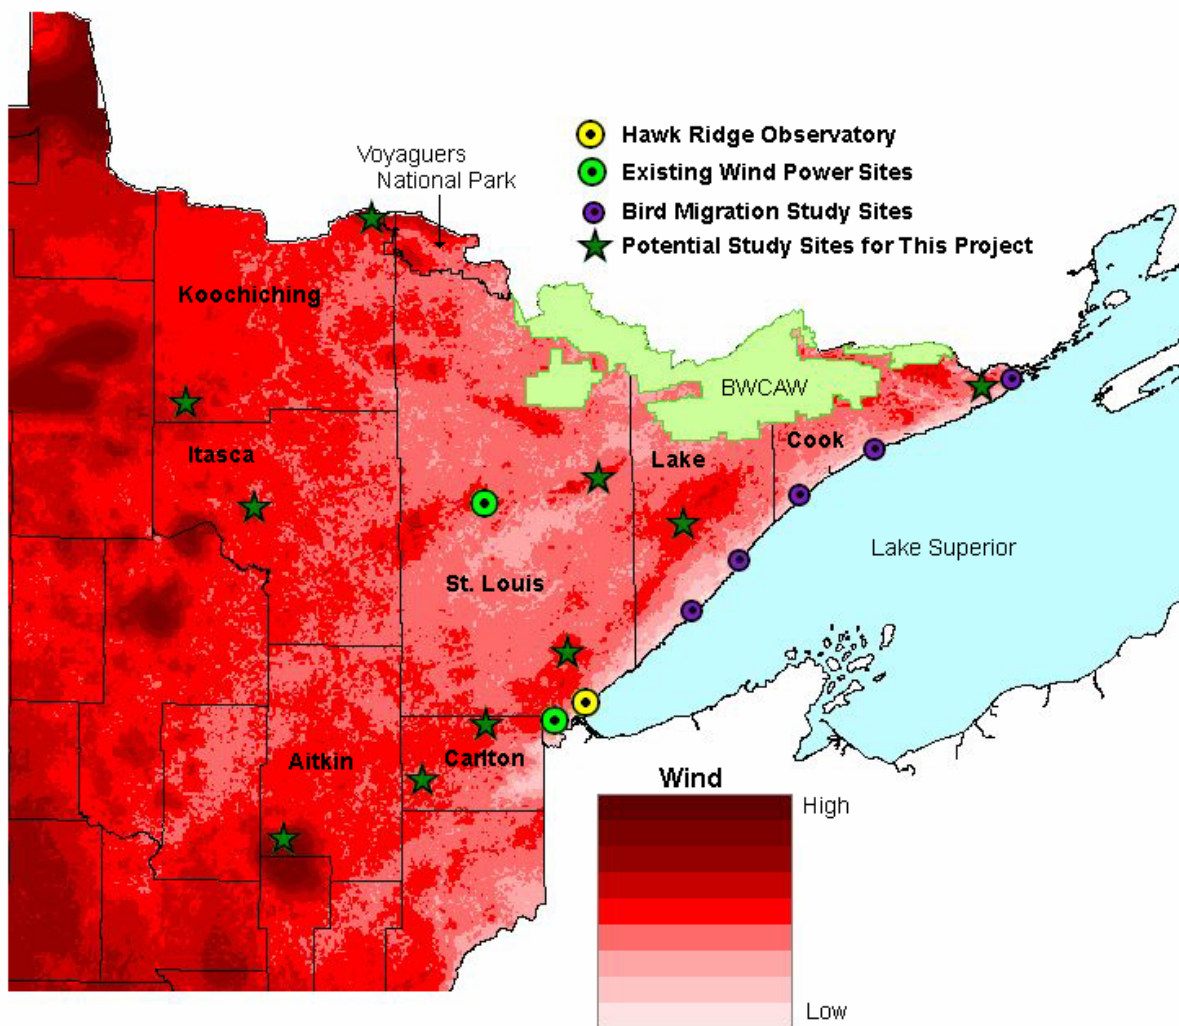 Hawk Ridge Observatory
Voyaguers
National Park
Existing Wind Power Sites
Bird Migration Study Sites
Potential Study Sites for This Project
Koochiching
BWCAW
Cook
Itasca
Lake
Lake Superior
St. Louis
Aitkin
Carlton
Wind
High
Low